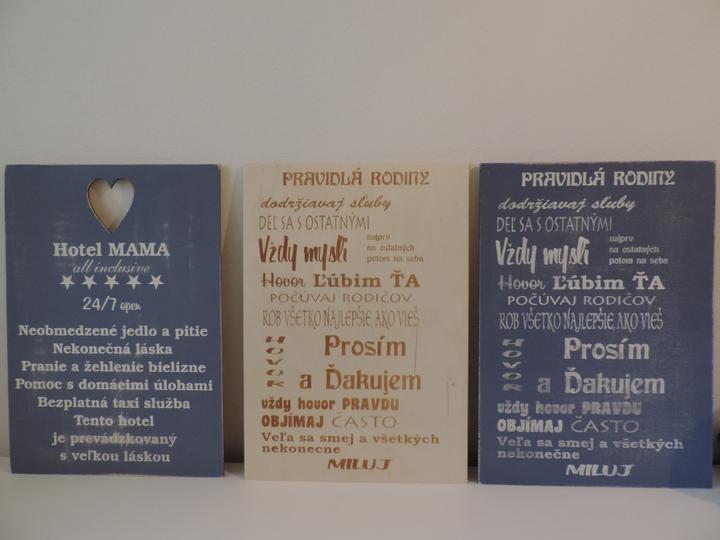 Hotel MAMA
all inclusive
24/7 open
Neobmedzené jedlo a pitie
Nekonečná láska
Pranie a žehlenie bielizne
Pomoc s domácimi úlohami
Bezplatná taxi služba
Tento hotel
je prevádzkovaný
s veľkou láskou
PRAVIDLÁ RODINY
dodržiavaj sľuby
DEĽ SA S OSTATNÝMI
Vždy mysli
najprv
na ostatných
potom na seba
Hovor Ľúbim ŤA
POČÚVAJ RODIČOV
ROB VŠETKO NAJLEPŠIE, AKO VIEŠ
HOVOR
Prosím
a Ďakujem
vždy hovor PRAVDU
OBJÍMAJ ČASTO
Veľa sa smej a všetkých
nekonecne
MILUJ
PRAVIDLÁ RODINY
dodržiavaj sľuby
DEĽ SA S OSTATNÝMI
Vždy mysli
najprv
na ostatných
potom na seba
Hovor Ľúbim ŤA
POČÚVAJ RODIČOV
ROB VŠETKO NAJLEPŠIE, AKO VIEŠ
HOVOR
Prosím
a Ďakujem
vždy hovor PRAVDU
OBJÍMAJ ČASTO
Veľa sa smej a všetkých
nekonečne
MILUJ